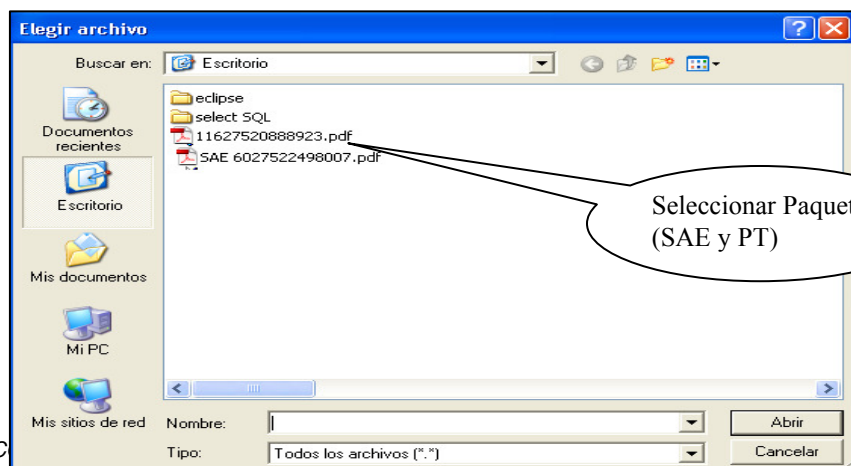 Elegir archivo
Buscar en:
Escritorio
eclipse
select SQL
11627520888923.pdf
SAE 6027522498007.pdf
Documentos
recientes
Escritorio
Mis documentos
Mi PC
Mis sitios de red
Seleccionar Paquet
(SAE y PT)
Nombre:
Abrir
Tipo:
Todos los archivos (*.*)
Cancelar